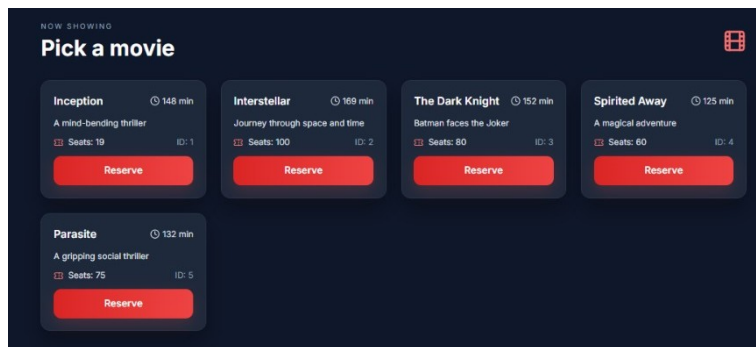 NOW SHOWING
Pick a movie
Inception 148 min
A mind-bending thriller
Seats: 19 ID: 1
Reserve
Interstellar 169 min
Journey through space and time
Seats: 100 ID: 2
Reserve
The Dark Knight 152 min
Batman faces the Joker
Seats: 80 ID: 3
Reserve
Spirited Away 125 min
A magical adventure
Seats: 60 ID: 4
Reserve
Parasite 132 min
A gripping social thriller
Seats: 75 ID: 5
Reserve